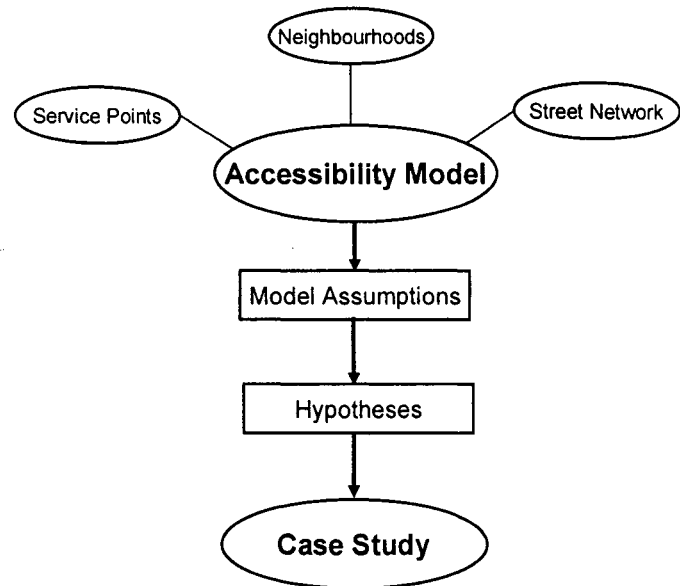 Neighbourhoods
Service Points
Street Network
Accessibility Model
Model Assumptions
Hypotheses
Case Study